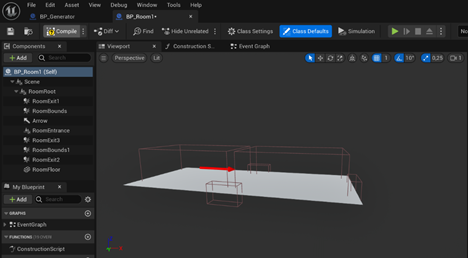 File Edit Asset View Debug Window Tools Help
BP_Generator
BP_Room1•
Compile
Diff
Find
Hide Unrelated
Class Settings
Class Defaults
Simulation
No
Components
Viewport
Construction S...
Event Graph
Add
Search
Perspective
Lit
1
10°
0,25
1
BP_Room1 (Self)
Scene
RoomRoot
RoomExit1
RoomBounds
Arrow
RoomEntrance
RoomExit3
RoomBounds1
RoomExit2
RoomFloor
My Blueprint
Add
Search
GRAPHS
EventGraph
FUNCTIONS
ConstructionScript